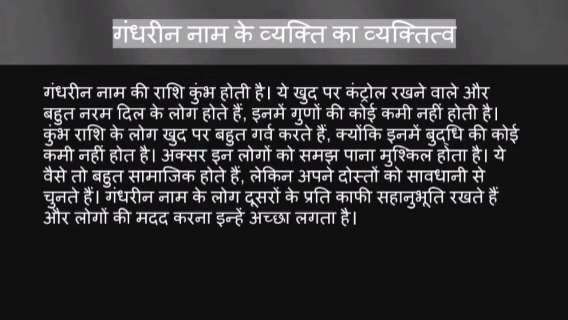 गंधरीन नाम के व्यक्ति का व्यक्तित्व
गंधरीन नाम की राशि कुंभ होती है। ये खुद पर कंट्रोल रखने वाले और
बहुत नरम दिल के लोग होते हैं, इनमें गुणों की कोई कमी नहीं होती है।
कुंभ राशि के लोग खुद पर बहुत गर्व करते हैं, क्योंकि इनमें बुद्धि की कोई
कमी नहीं होत है। अक्सर इन लोगों को समझ पाना मुश्किल होता है। ये
वैसे तो बहुत सामाजिक होते हैं, लेकिन अपने दोस्तों को सावधानी से
चुनते हैं। गंधरीन नाम के लोग दूसरों के प्रति काफी सहानुभूति रखते हैं
और लोगों की मदद करना इन्हें अच्छा लगता है।